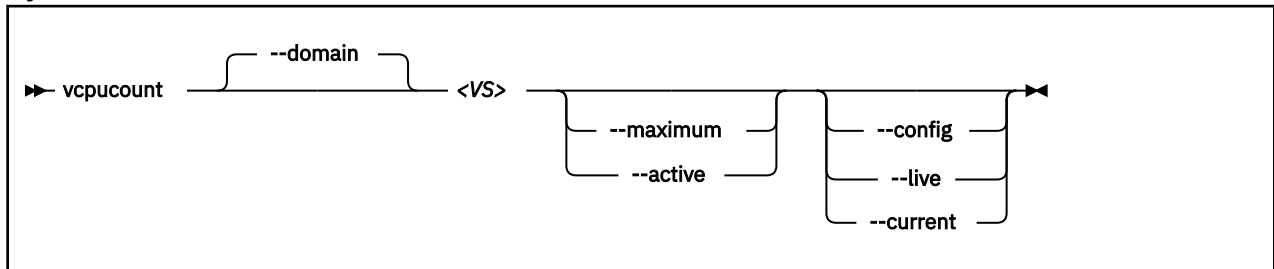 --domain
vcpucount <VS>
--maximum --config
--active --live
--current